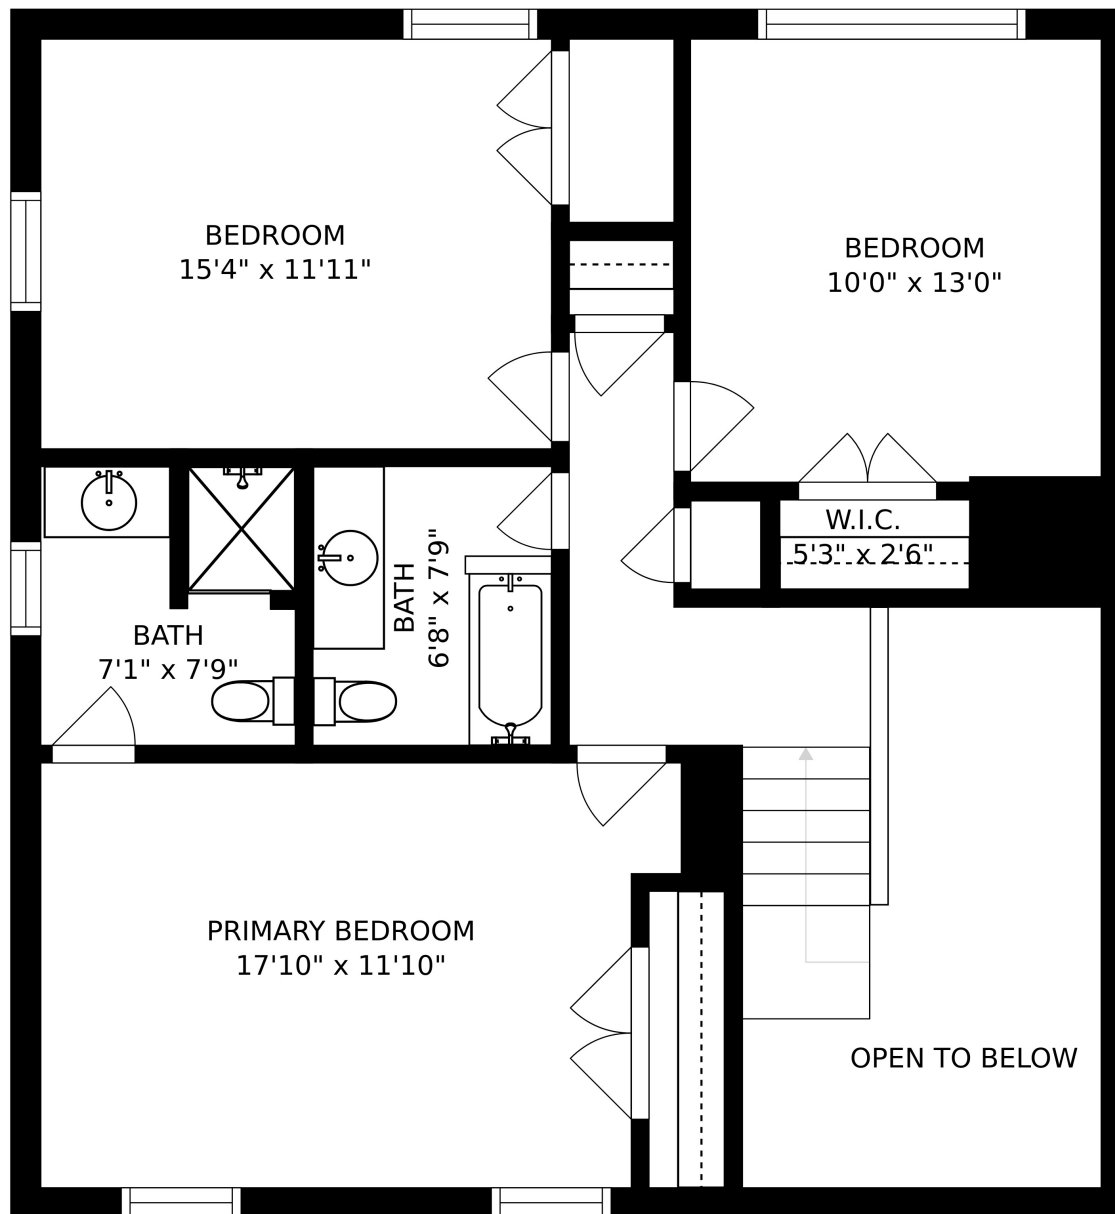 BEDROOM
15'4" x 11'11"
BEDROOM
10'0" x 13'0"
W.I.C.
5'3" x 2'6"
BATH
6'8" x 7'9"
BATH
7'1" x 7'9"
PRIMARY BEDROOM
17'10" x 11'10"
OPEN TO BELOW